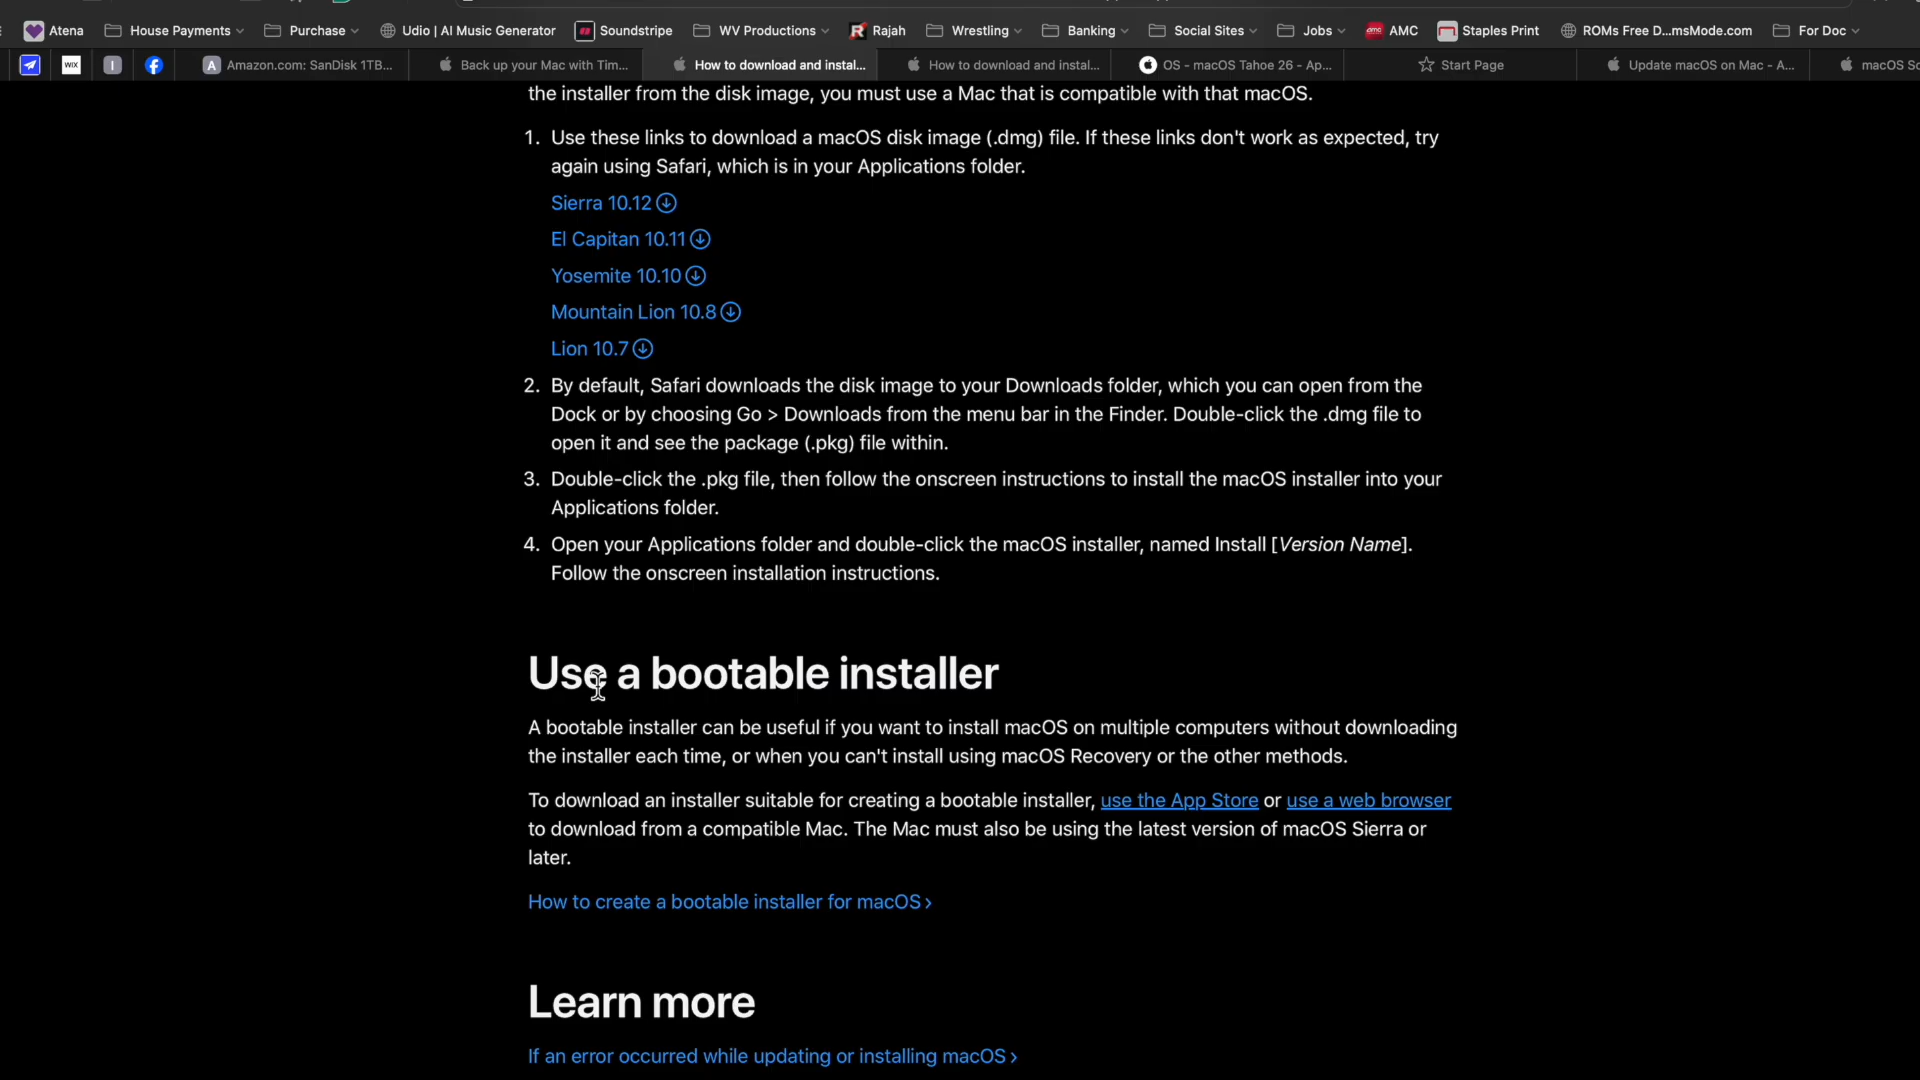 Atena House Payments Purchase Udio | AI Music Generator Soundstripe WV Productions Rajah Wrestling Banking Social Sites Jobs amc AMC Staples Print ROMs Free D...msMode.com For Doc
WIX I A Amazon.com: SanDisk 1TB... Back up your Mac with Tim... How to download and instal... How to download and instal... OS - macOS Tahoe 26 - Ap... Start Page Update macOS on Mac - A... macOS Sc
the installer from the disk image, you must use a Mac that is compatible with that macOS.
1. Use these links to download a macOS disk image (.dmg) file. If these links don't work as expected, try
again using Safari, which is in your Applications folder.
Sierra 10.12
El Capitan 10.11
Yosemite 10.10
Mountain Lion 10.8
Lion 10.7
2. By default, Safari downloads the disk image to your Downloads folder, which you can open from the
Dock or by choosing Go > Downloads from the menu bar in the Finder. Double-click the .dmg file to
open it and see the package (.pkg) file within.
3. Double-click the .pkg file, then follow the onscreen instructions to install the macOS installer into your
Applications folder.
4. Open your Applications folder and double-click the macOS installer, named Install [Version Name].
Follow the onscreen installation instructions.
Use a bootable installer
A bootable installer can be useful if you want to install macOS on multiple computers without downloading
the installer each time, or when you can't install using macOS Recovery or the other methods.
To download an installer suitable for creating a bootable installer, use the App Store or use a web browser
to download from a compatible Mac. The Mac must also be using the latest version of macOS Sierra or
later.
How to create a bootable installer for macOS >
Learn more
If an error occurred while updating or installing macOS >